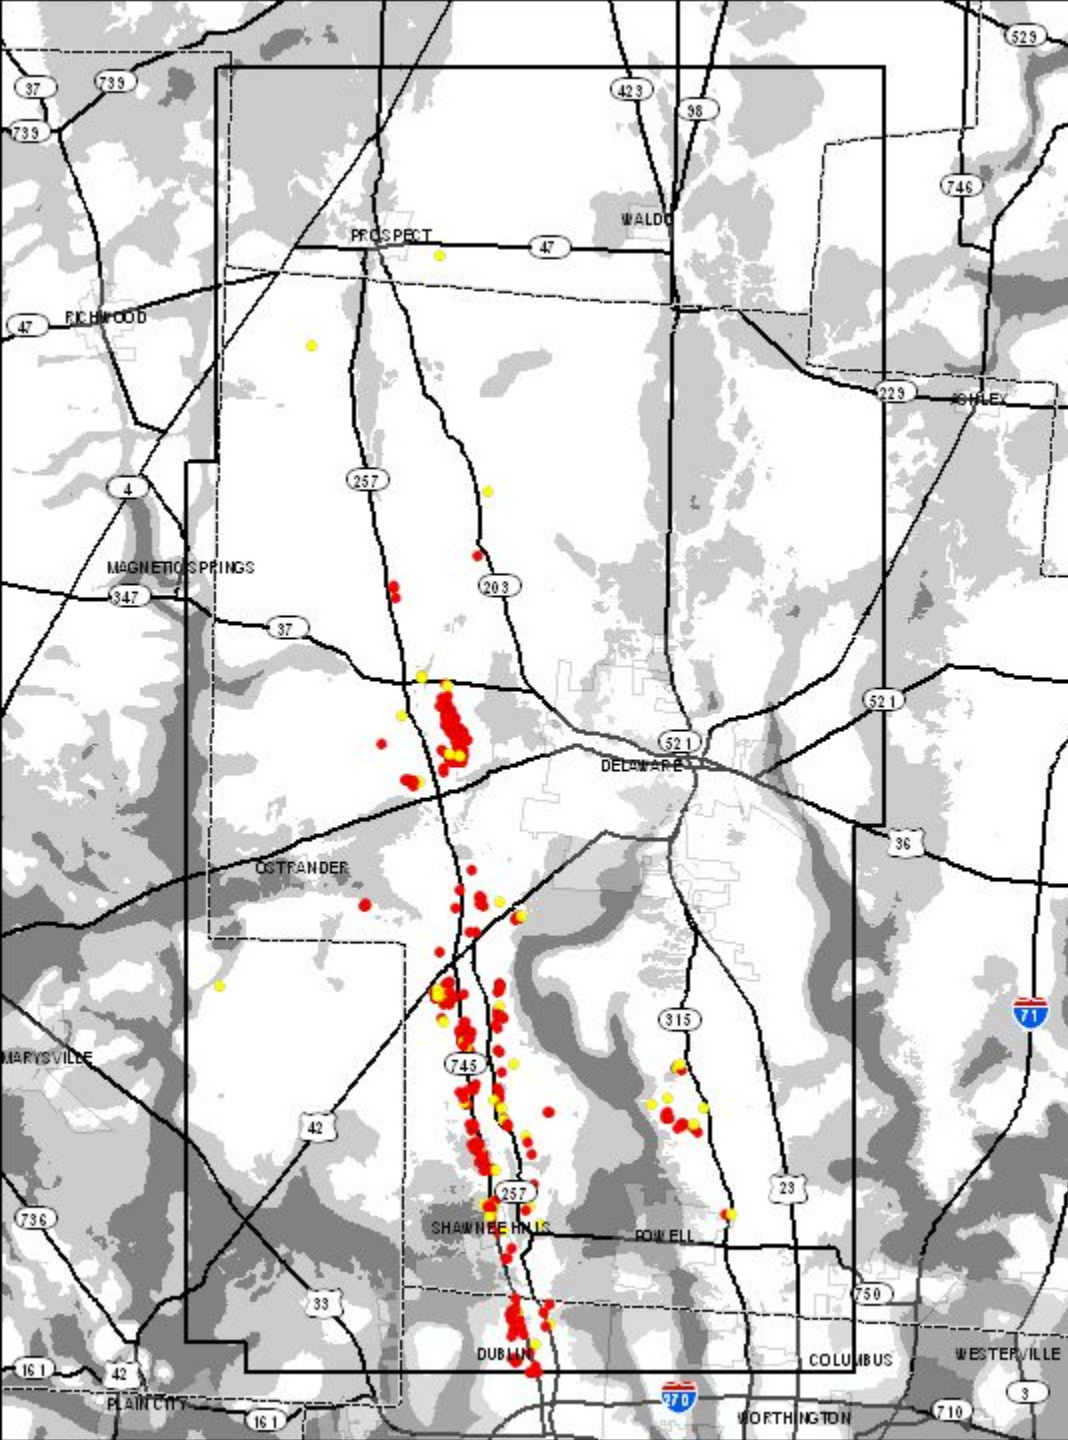 529
37
739
423
98
739
746
WALDO
PROSPECT
47
RICHWOOD
47
229
ASHLEY
257
4
MAGNETIC SPRINGS
203
347
37
521
521
DELAWARE
36
OSTRANDER
71
315
MARYSVILLE
745
42
23
257
736
SHAWNEE HILLS
POWELL
33
750
DUBLIN
COLUMBUS
WESTERVILLE
161
42
270
3
PLAIN CITY
161
WORTHINGTON
710